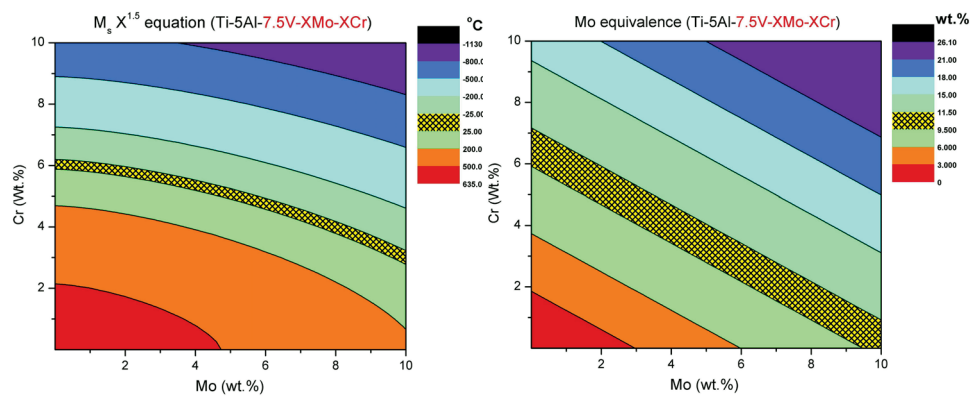 M_s X^1.5 equation (Ti-5Al-7.5V-XMo-XCr)
°C
-1130
-800.0
-500.0
-200.0
-25.00
25.00
200.0
500.0
635.0
10
8
6
4
2
Cr (Wt.%)
2 4 6 8 10
Mo (wt.%)
Mo equivalence (Ti-5Al-7.5V-XMo-XCr)
wt.%
26.10
21.00
18.00
15.00
11.50
9.500
6.000
3.000
0
10
8
6
4
2
Cr (Wt.%)
2 4 6 8 10
Mo (wt.%)